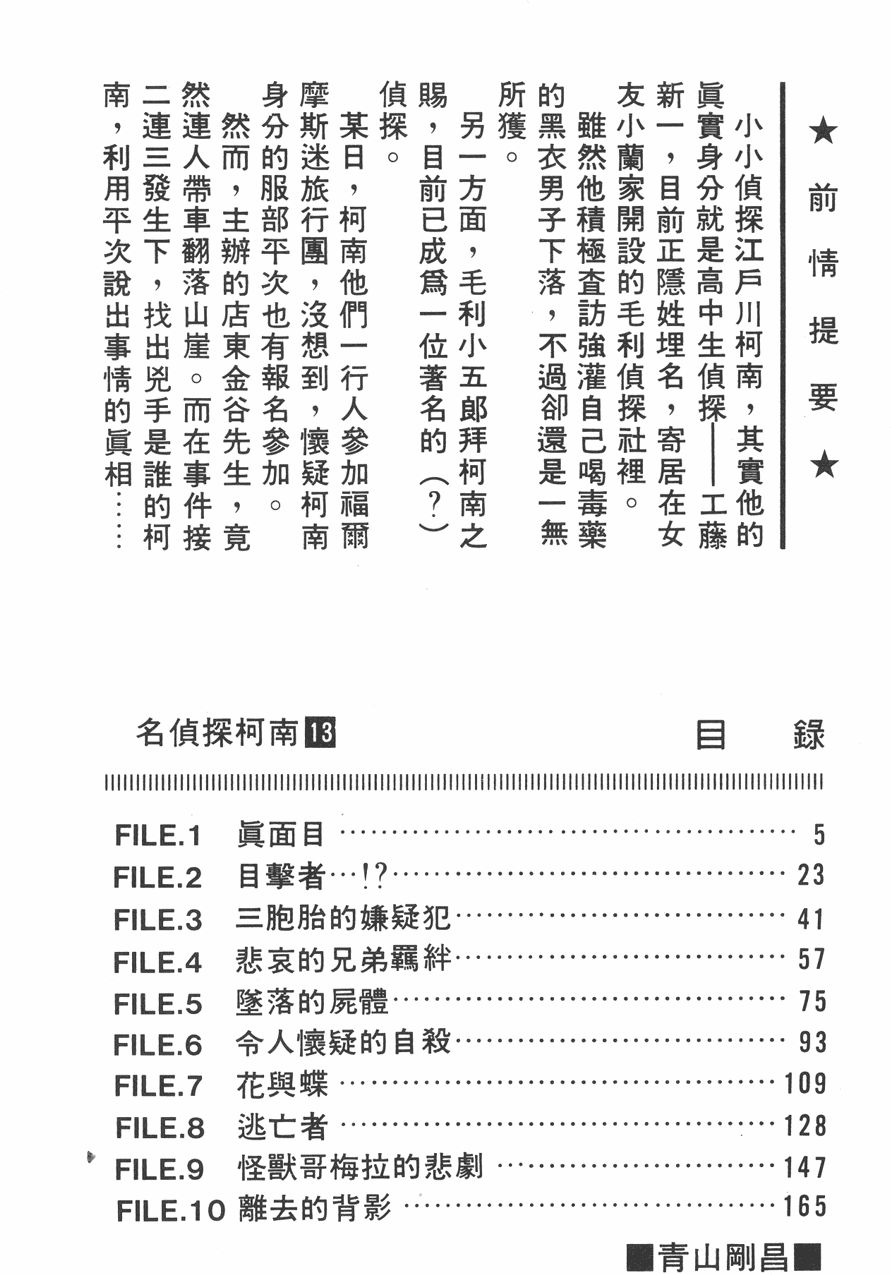 ★前情提要★
小小偵探江戶川柯南，其實他的
眞實身分就是高中生偵探——工藤
新一，目前正隱姓埋名，寄居在女
友小蘭家開設的毛利偵探社裡。
雖然他積極査訪強灌自己喝毒藥
的黑衣男子下落，不過卻還是一無
所獲。
另一方面，毛利小五郎拜柯南之
賜，目前已成爲一位著名的（？）
偵探。
某日，柯南他們一行人參加福爾
摩斯迷旅行團，沒想到，懷疑柯南
身分的服部平次也有報名參加。
然而，主辦的店東金谷先生，竟
然連人帶車翻落山崖。而在事件接
二連三發生下，找出兇手是誰的柯
南，利用平次說出事情的眞相……
名偵探柯南13
目 錄
FILE.1 眞面目 …… 5
FILE.2 目擊者…!? …… 23
FILE.3 三胞胎的嫌疑犯 …… 41
FILE.4 悲哀的兄弟羈絆 …… 57
FILE.5 墜落的屍體 …… 75
FILE.6 令人懷疑的自殺 …… 93
FILE.7 花與蝶 …… 109
FILE.8 逃亡者 …… 128
FILE.9 怪獸哥梅拉的悲劇 …… 147
FILE.10 離去的背影 …… 165
■青山剛昌■